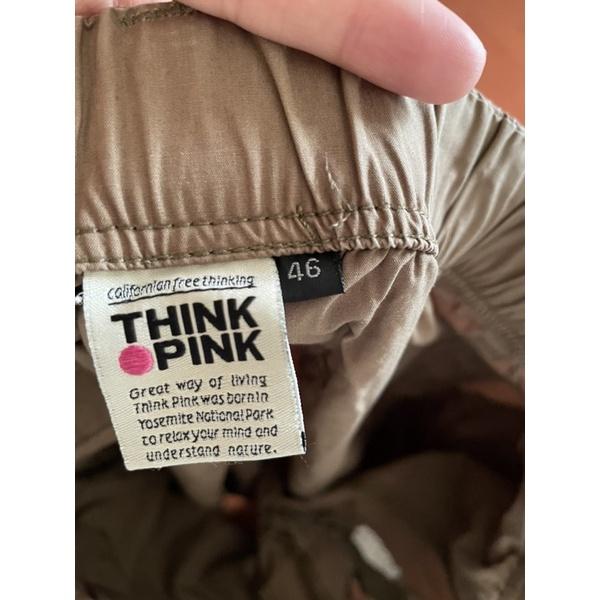 Californian free thinking
46
THINK
PINK
Great way of living
Think Pink was born in
Yosemite National Park
to relax your mind and
understand nature.